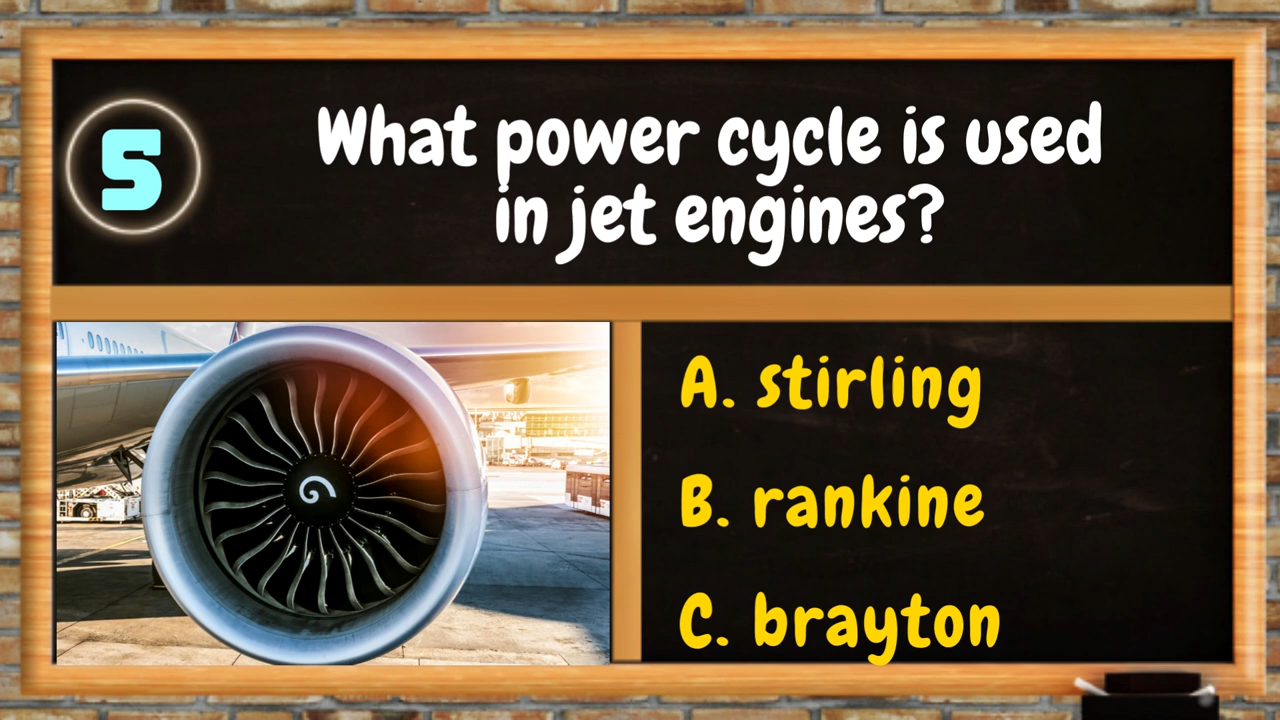 5
What power cycle is used
in jet engines?
A. stirling
B. rankine
C. brayton